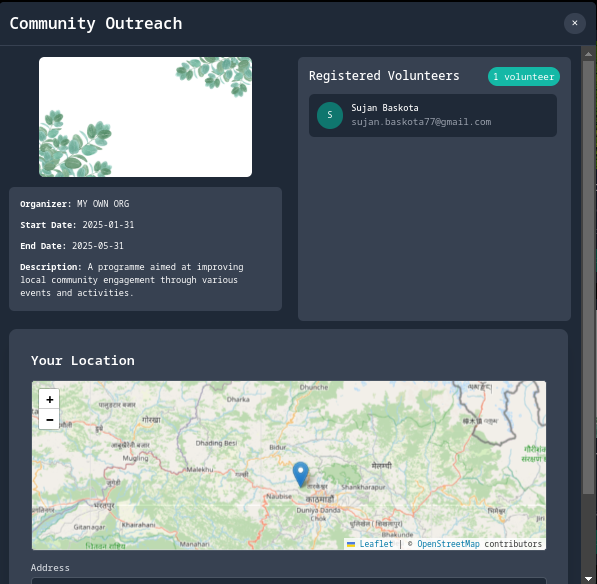 Community Outreach
×
Registered Volunteers
1 volunteer
S
Sujan Baskota
sujan.baskota77@gmail.com
Organizer: MY OWN ORG
Start Date: 2025-01-31
End Date: 2025-05-31
Description: A programme aimed at improving
local community engagement through various
events and activities.
Your Location
+
−
Dhunche
Dharka
गोरखा
Dhading Besi
Bidur
Mugling
Malekhu
Naubise
काठमाडौं
Shankharapur
Duniya Danda
Chok
Gitanagar
Khairahani
Manahari
Bhakunde
Leaflet | © OpenStreetMap contributors
Address